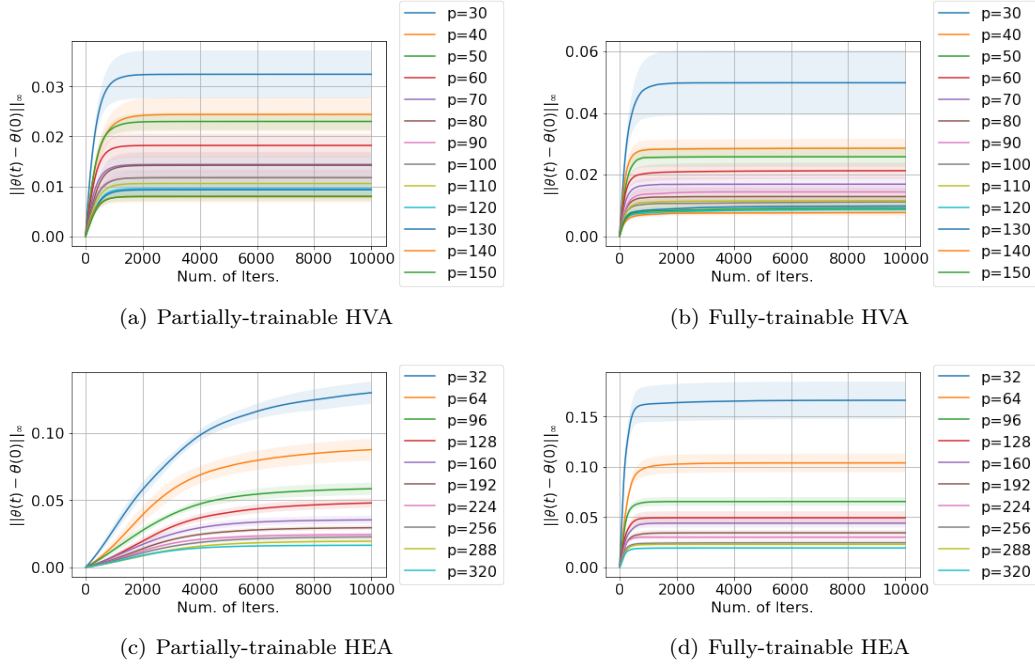 ||θ(t) − θ(0)||∞
0.03
0.02
0.01
0.00
0 2000 4000 6000 8000 10000
Num. of Iters.
p=30
p=40
p=50
p=60
p=70
p=80
p=90
p=100
p=110
p=120
p=130
p=140
p=150
(a) Partially-trainable HVA
||θ(t) − θ(0)||∞
0.06
0.04
0.02
0.00
0 2000 4000 6000 8000 10000
Num. of Iters.
p=30
p=40
p=50
p=60
p=70
p=80
p=90
p=100
p=110
p=120
p=130
p=140
p=150
(b) Fully-trainable HVA
||θ(t) − θ(0)||∞
0.10
0.05
0.00
0 2000 4000 6000 8000 10000
Num. of Iters.
p=32
p=64
p=96
p=128
p=160
p=192
p=224
p=256
p=288
p=320
(c) Partially-trainable HEA
||θ(t) − θ(0)||∞
0.15
0.10
0.05
0.00
0 2000 4000 6000 8000 10000
Num. of Iters.
p=32
p=64
p=96
p=128
p=160
p=192
p=224
p=256
p=288
p=320
(d) Fully-trainable HEA